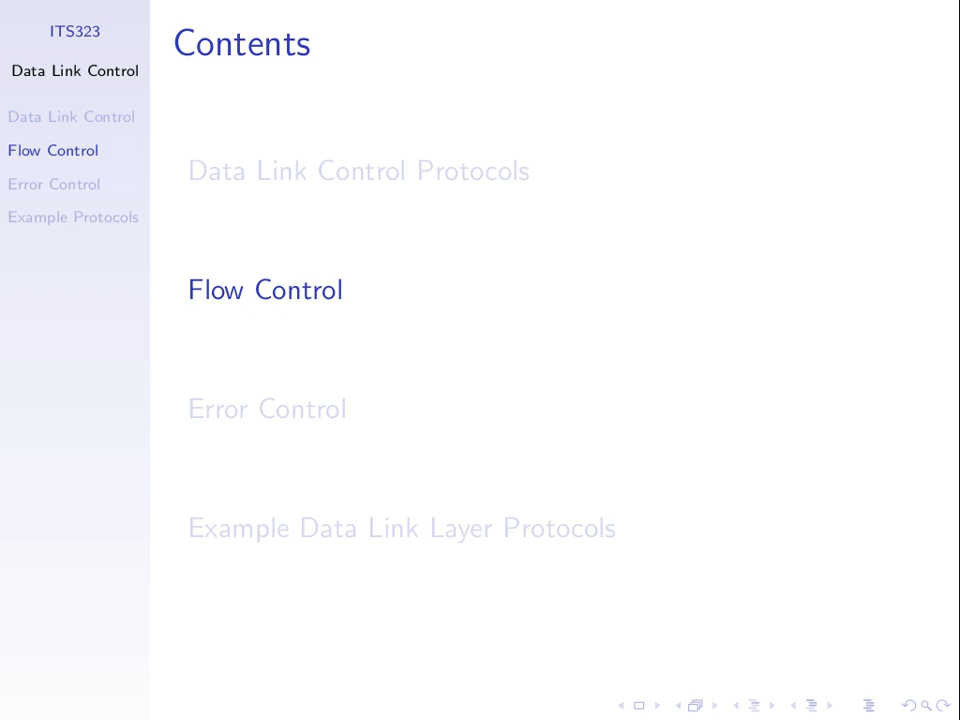 ITS323
Data Link Control
Data Link Control
Flow Control
Error Control
Example Protocols
Contents
Data Link Control Protocols
Flow Control
Error Control
Example Data Link Layer Protocols